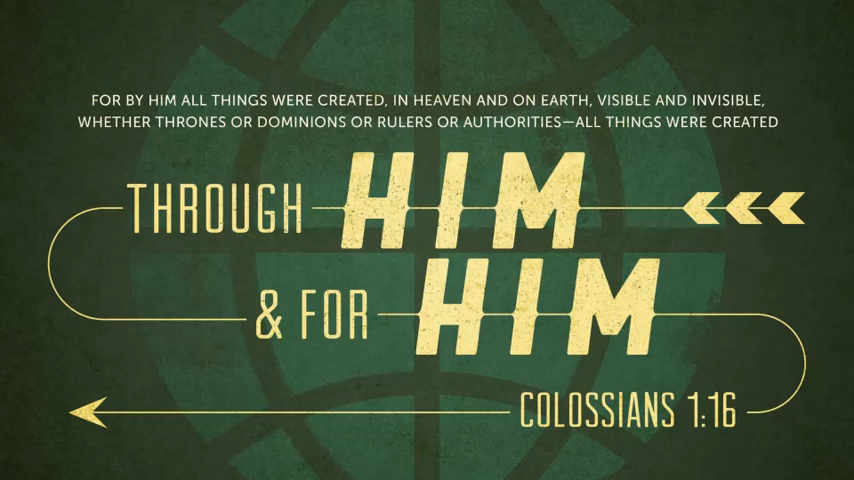 FOR BY HIM ALL THINGS WERE CREATED, IN HEAVEN AND ON EARTH, VISIBLE AND INVISIBLE,
WHETHER THRONES OR DOMINIONS OR RULERS OR AUTHORITIES—ALL THINGS WERE CREATED
THROUGH HIM
& FOR HIM
COLOSSIANS 1:16